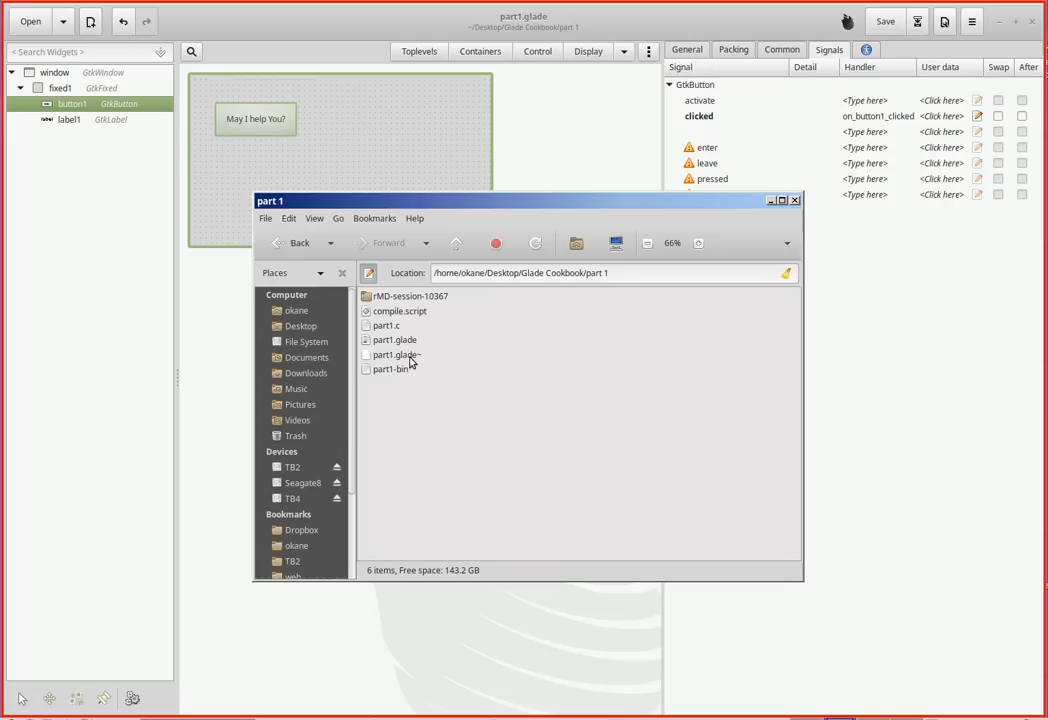 part1.glade
~/Desktop/Glade Cookbook/part 1
Open
Save
< Search Widgets >
Toplevels
Containers
Control
Display
General
Packing
Common
Signals
window GtkWindow
fixed1 GtkFixed
button1 GtkButton
label1 GtkLabel
May I help You?
Signal
Detail
Handler
User data
Swap
After
GtkButton
activate <Type here> <Click here>
clicked on_button1_clicked <Click here>
<Type here> <Click here>
enter <Type here> <Click here>
leave <Type here> <Click here>
pressed <Type here> <Click here>
<Type here> <Click here>
part 1
File Edit View Go Bookmarks Help
Back
Forward
66%
Places
Location:
/home/okane/Desktop/Glade Cookbook/part 1
Computer
okane
Desktop
File System
Documents
Downloads
Music
Pictures
Videos
Trash
Devices
TB2
Seagate8
TB4
Bookmarks
Dropbox
okane
TB2
web
rMD-session-10367
compile.script
part1.c
part1.glade
part1.glade~
part1-bin
6 items, Free space: 143.2 GB